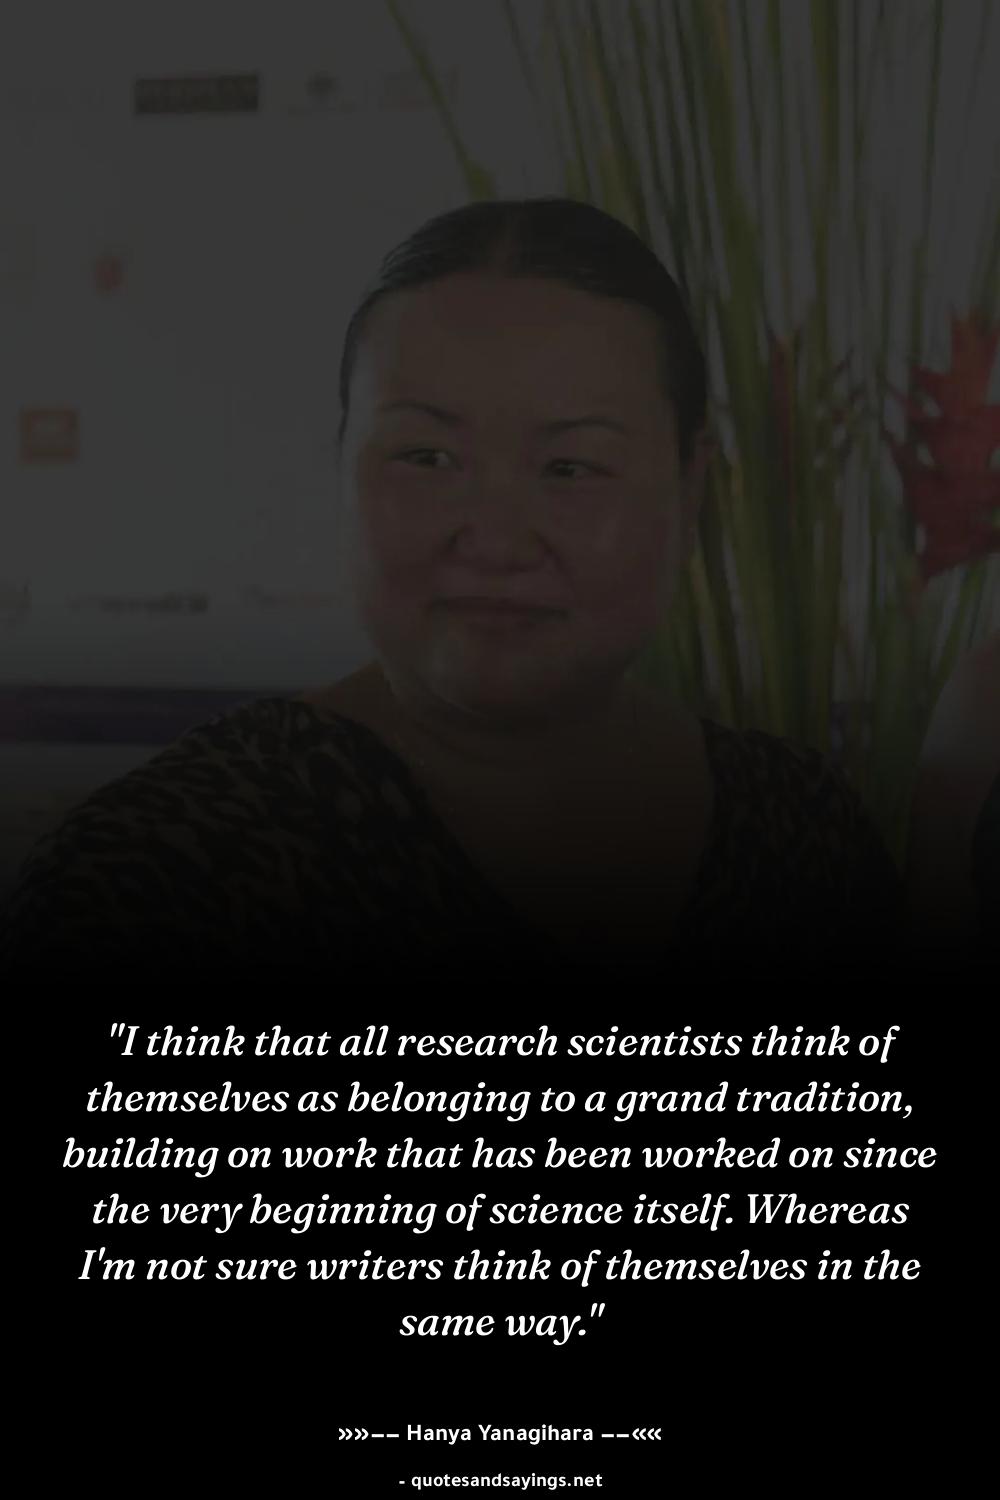 "I think that all research scientists think of
themselves as belonging to a grand tradition,
building on work that has been worked on since
the very beginning of science itself. Whereas
I'm not sure writers think of themselves in the
same way."
»»−− Hanya Yanagihara −−««
- quotesandsayings.net